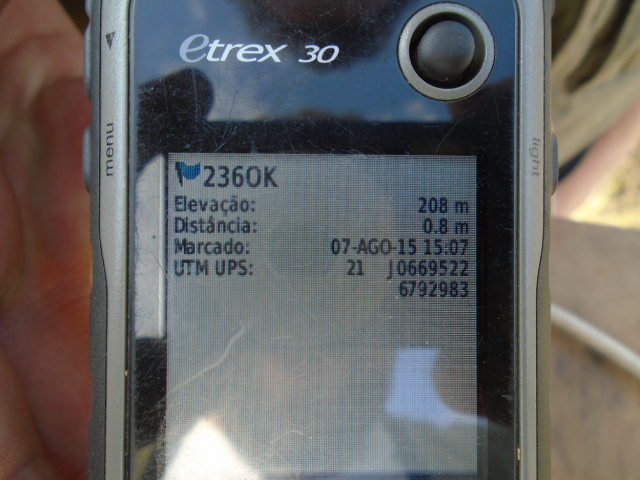 etrex 30
menu
light
236OK
Elevação: 208 m
Distância: 0.8 m
Marcado: 07-AGO-15 15:07
UTM UPS: 21 J0669522
6792983